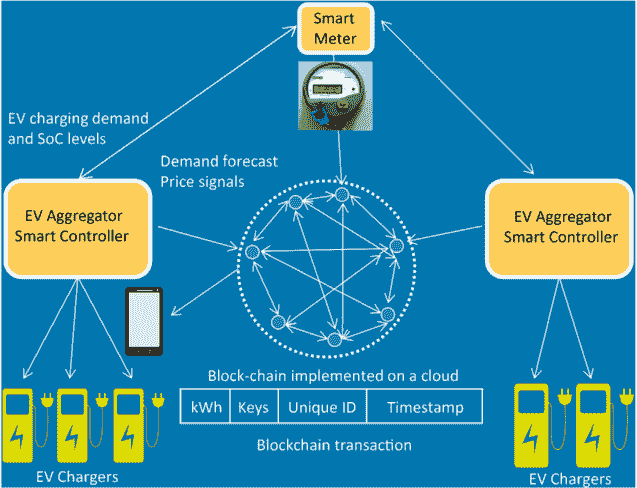 Smart
Meter
EV charging demand
and SoC levels
Demand forecast
Price signals
EV Aggregator
Smart Controller
EV Aggregator
Smart Controller
Block-chain implemented on a cloud
kWh Keys Unique ID Timestamp
Blockchain transaction
EV Chargers
EV Chargers